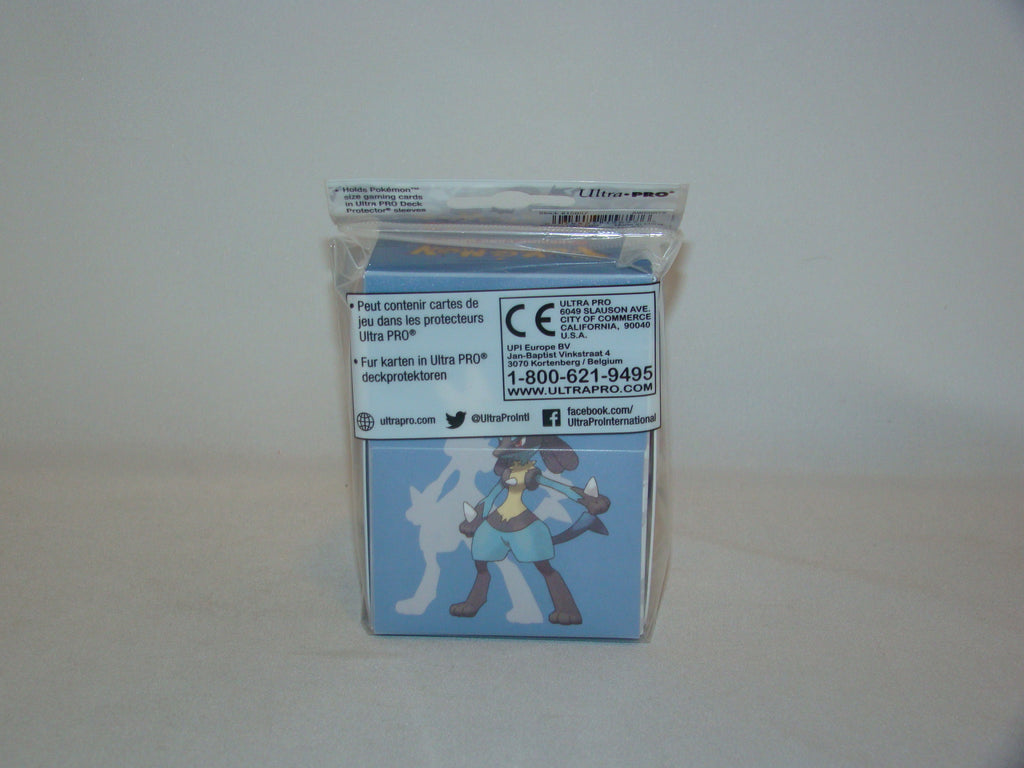 • Holds Pokémon™
size gaming cards
in Ultra PRO Deck
Protector® sleeves
Ultra•PRO®
• Peut contenir cartes de
jeu dans les protecteurs
Ultra PRO®
• Fur karten in Ultra PRO®
deckprotektoren
CE
ULTRA PRO
6049 SLAUSON AVE.
CITY OF COMMERCE
CALIFORNIA, 90040
U.S.A.
UPI Europe BV
Jan-Baptist Vinkstraat 4
3070 Kortenberg / Belgium
1-800-621-9495
WWW.ULTRAPRO.COM
ultrapro.com
@UltraProIntl
facebook.com/
UltraProInternational